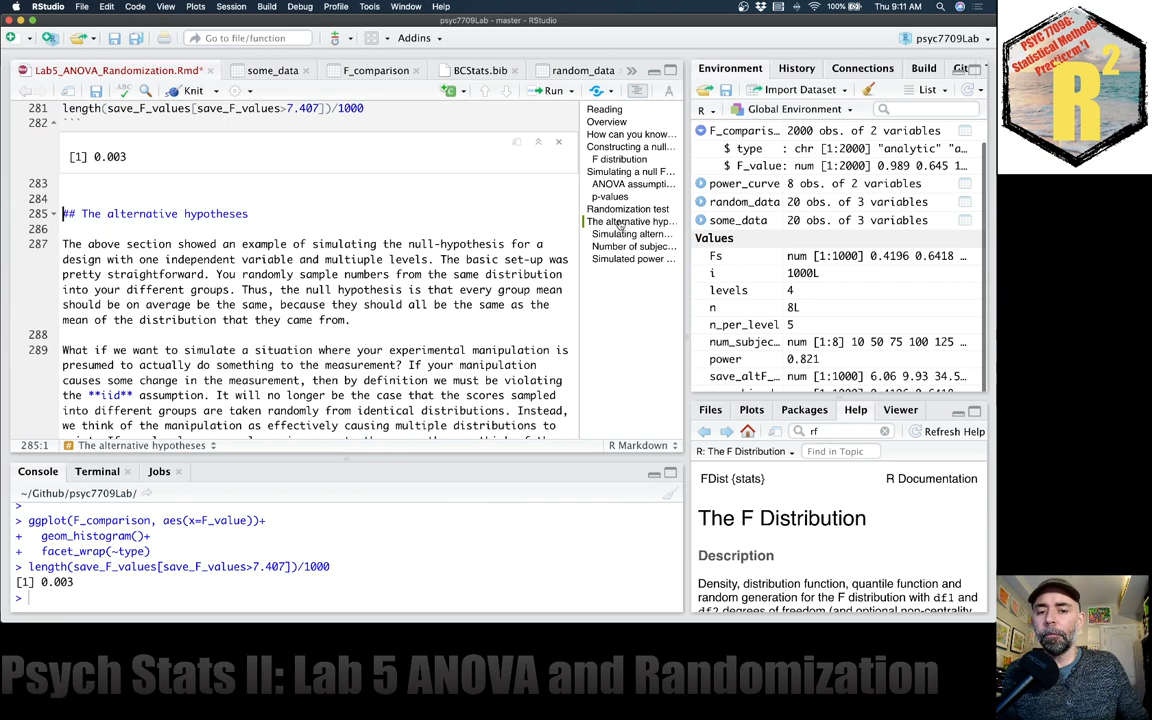 RStudio File Edit Code View Plots Session Build Debug Profile Tools Window Help 100% Thu 9:11 AM
psyc7709Lab - master - RStudio
Go to file/function Addins psyc7709Lab
Lab5_ANOVA_Randomization.Rmd* some_data F_comparison BCStats.bib random_data
Knit Run
281 length(save_F_values[save_F_values>7.407])/1000
282 ```
[1] 0.003
283
284
285 ## The alternative hypotheses
286
287 The above section showed an example of simulating the null-hypothesis for a
design with one independent variable and multiuple levels. The basic set-up was
pretty straightforward. You randomly sample numbers from the same distribution
into your different groups. Thus, the null hypothesis is that every group mean
should be on average be the same, because they should all be the same as the
mean of the distribution that they came from.
288
289 What if we want to simulate a situation where your experimental manipulation is
presumed to actually do something to the measurement? If your manipulation
causes some change in the measurement, then by definition we must be violating
the **iid** assumption. It will no longer be the case that the scores sampled
into different groups are taken randomly from identical distributions. Instead,
we think of the manipulation as effectively causing multiple distributions to
285:1 The alternative hypotheses R Markdown
Reading
Overview
How can you know...
Constructing a null...
F distribution
Simulating a null F...
ANOVA assumpti...
p-values
Randomization test
The alternative hyp...
Simulating altern...
Number of subjec...
Simulated power ...
Console Terminal Jobs
~/Github/psyc7709Lab/
>
> ggplot(F_comparison, aes(x=F_value))+
+ geom_histogram()+
+ facet_wrap(~type)
> length(save_F_values[save_F_values>7.407])/1000
[1] 0.003
>
Environment History Connections Build Git
Import Dataset List
R Global Environment
F_comparis... 2000 obs. of 2 variables
$ type : chr [1:2000] "analytic" "a...
$ F_value: num [1:2000] 0.989 0.645 1...
power_curve 8 obs. of 2 variables
random_data 20 obs. of 3 variables
some_data 20 obs. of 3 variables
Values
Fs num [1:1000] 0.4196 0.6418 ...
i 1000L
levels 4
n 8L
n_per_level 5
num_subjec... num [1:8] 10 50 75 100 125 ...
power 0.821
save_altF_... num [1:1000] 6.06 9.93 34.5...
Files Plots Packages Help Viewer
rf Refresh Help
R: The F Distribution Find in Topic
FDist {stats} R Documentation
The F Distribution
Description
Density, distribution function, quantile function and
random generation for the F distribution with df1 and
df2 degrees of freedom (and optional non-centrality
PSYC 7709G:
Statistical Methods
Practicum 1
R2
Psych Stats II: Lab 5 ANOVA and Randomization